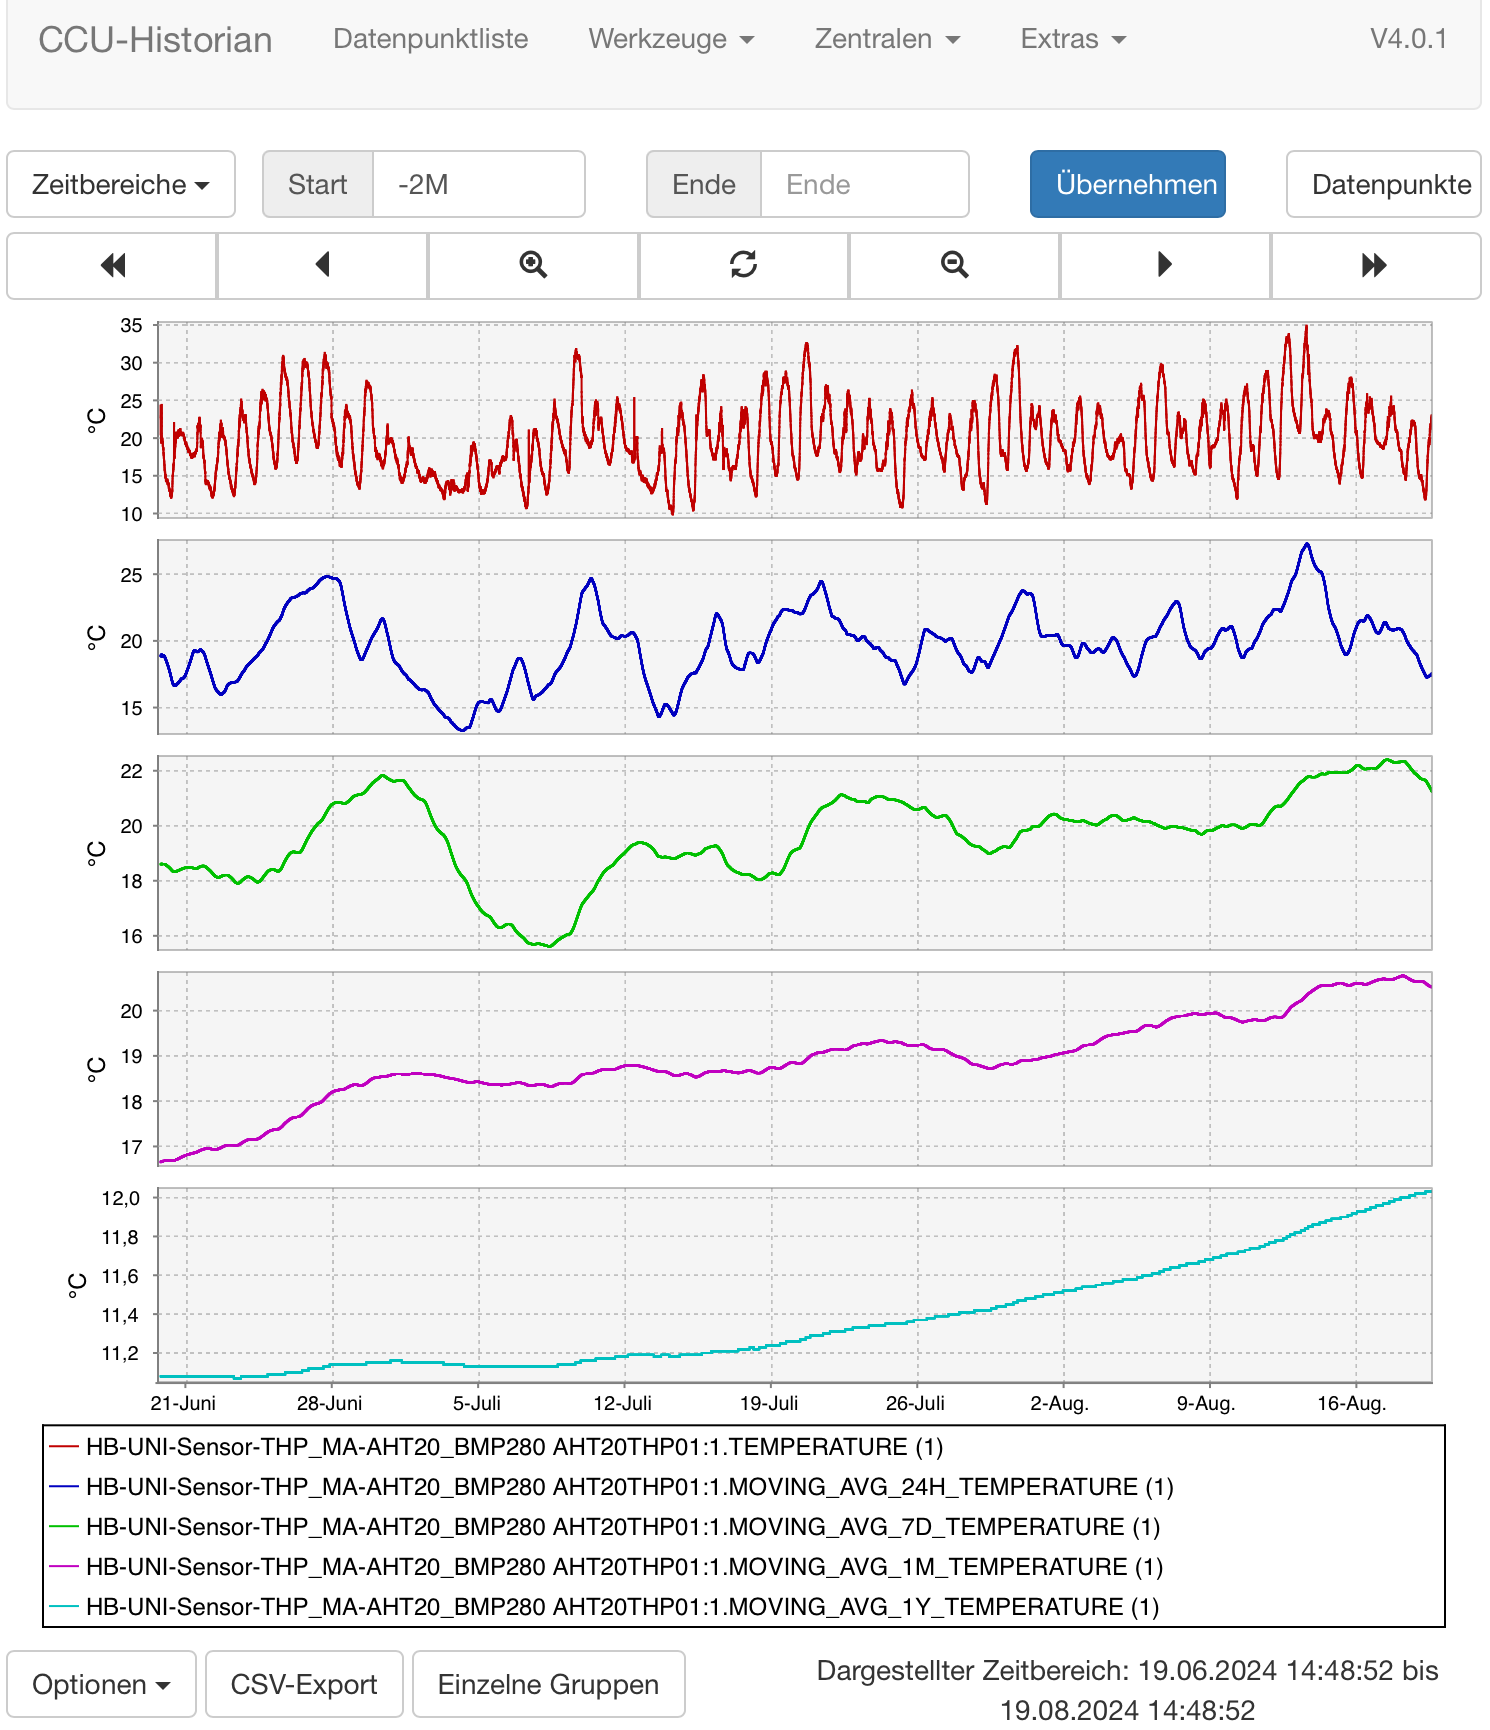 CCU-Historian Datenpunktliste Werkzeuge Zentralen Extras V4.0.1
Zeitbereiche Start -2M Ende Ende Übernehmen Datenpunkte
35
30
25
20
15
10
°C
25
20
15
°C
22
20
18
16
°C
20
19
18
17
°C
12,0
11,8
11,6
11,4
11,2
°C
21-Juni 28-Juni 5-Juli 12-Juli 19-Juli 26-Juli 2-Aug. 9-Aug. 16-Aug.
HB-UNI-Sensor-THP_MA-AHT20_BMP280 AHT20THP01:1.TEMPERATURE (1)
HB-UNI-Sensor-THP_MA-AHT20_BMP280 AHT20THP01:1.MOVING_AVG_24H_TEMPERATURE (1)
HB-UNI-Sensor-THP_MA-AHT20_BMP280 AHT20THP01:1.MOVING_AVG_7D_TEMPERATURE (1)
HB-UNI-Sensor-THP_MA-AHT20_BMP280 AHT20THP01:1.MOVING_AVG_1M_TEMPERATURE (1)
HB-UNI-Sensor-THP_MA-AHT20_BMP280 AHT20THP01:1.MOVING_AVG_1Y_TEMPERATURE (1)
Optionen CSV-Export Einzelne Gruppen
Dargestellter Zeitbereich: 19.06.2024 14:48:52 bis
19.08.2024 14:48:52